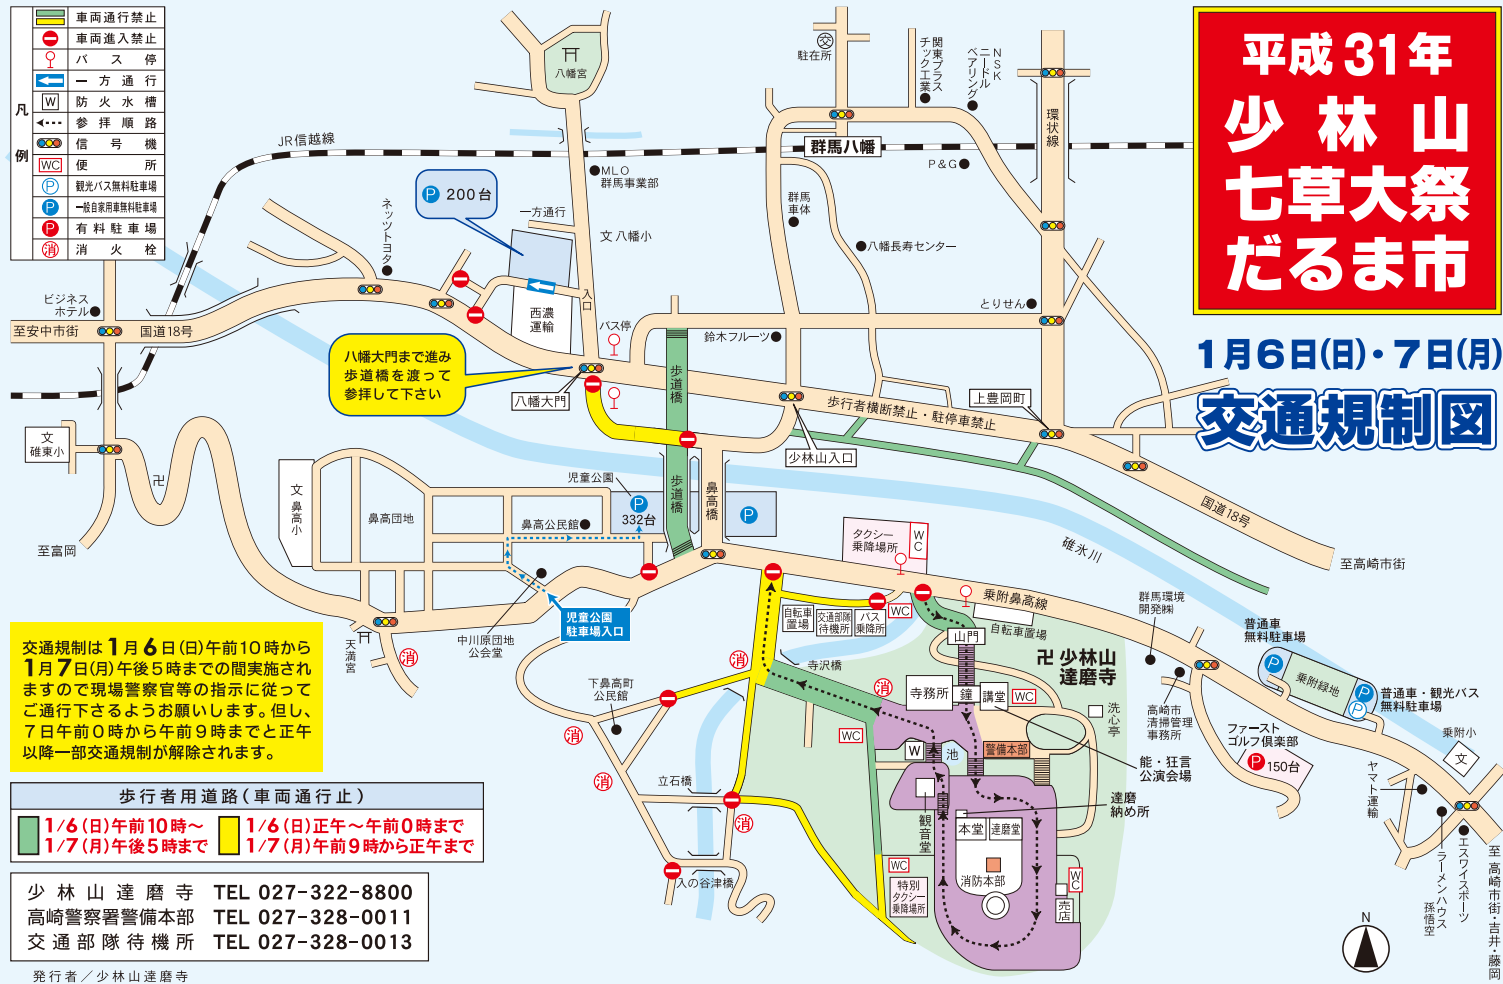 凡例
車両通行禁止
車両進入禁止
バス停
一方通行
W 防火水槽
参拝順路
信号機
WC 便所
P 観光バス無料駐車場
P 一般自家用車無料駐車場
P 有料駐車場
消 消火栓
平成31年
少林山
七草大祭
だるま市
1月6日(日)・7日(月)
交通規制図
八幡宮
交
駐在所
関東プラス
チック工業
NSK
ニードル
ベアリング
環状線
JR信越線
群馬八幡
P&G
MLO
群馬事業部
P 200台
一方通行
文 八幡小
群馬
車体
八幡長寿センター
ネッツトヨタ
ビジネス
ホテル
至安中市街
国道18号
西濃
運輸
入口
バス停
鈴木フルーツ
とりせん
八幡大門まで進み
歩道橋を渡って
参拝して下さい
八幡大門
歩道橋
歩行者横断禁止・駐停車禁止
上豊岡町
少林山入口
文
碓東小
卍
至富岡
文 鼻高小
鼻高団地
鼻高公民館
児童公園
P
332台
歩道橋
鼻高橋
P
国道18号
至高崎市街
碓氷川
タクシー
乗降場所
WC
乗附鼻高線
自転車置場
自転車
置場
交通部隊
待機所
バス
乗降所
WC
児童公園
駐車場入口
中川原団地
公会堂
天満宮
消
群馬環境
開発㈱
普通車
無料駐車場
P
乗附緑地
P
P
普通車・観光バス
無料駐車場
高崎市
清掃管理
事務所
ファースト
ゴルフ倶楽部
P 150台
乗附小
文
ヤマト運輸
ラーメンハウス
孫悟空
エスワイスポーツ
至 高崎市街・吉井・藤岡
山門
卍 少林山
達磨寺
寺沢橋
消
消
寺務所
鐘
講堂
WC
洗心亭
WC
W
池
警備本部
能・狂言
公演会場
達磨
納め所
観音堂
本堂
達磨堂
消防本部
WC
特別
タクシー
乗降場所
WC
売店
下鼻高町
公民館
消
消
立石橋
消
入の谷津橋
交通規制は1月6日(日)午前10時から
1月7日(月)午後5時までの間実施され
ますので現場警察官等の指示に従って
ご通行下さるようお願いします。但し、
7日午前0時から午前9時までと正午
以降一部交通規制が解除されます。
歩行者用道路(車両通行止)
1/6(日)午前10時〜
1/7(月)午後5時まで
1/6(日)正午〜午前0時まで
1/7(月)午前9時から正午まで
少林山達磨寺 TEL 027-322-8800
高崎警察署警備本部 TEL 027-328-0011
交通部隊待機所 TEL 027-328-0013
発行者／少林山達磨寺
N